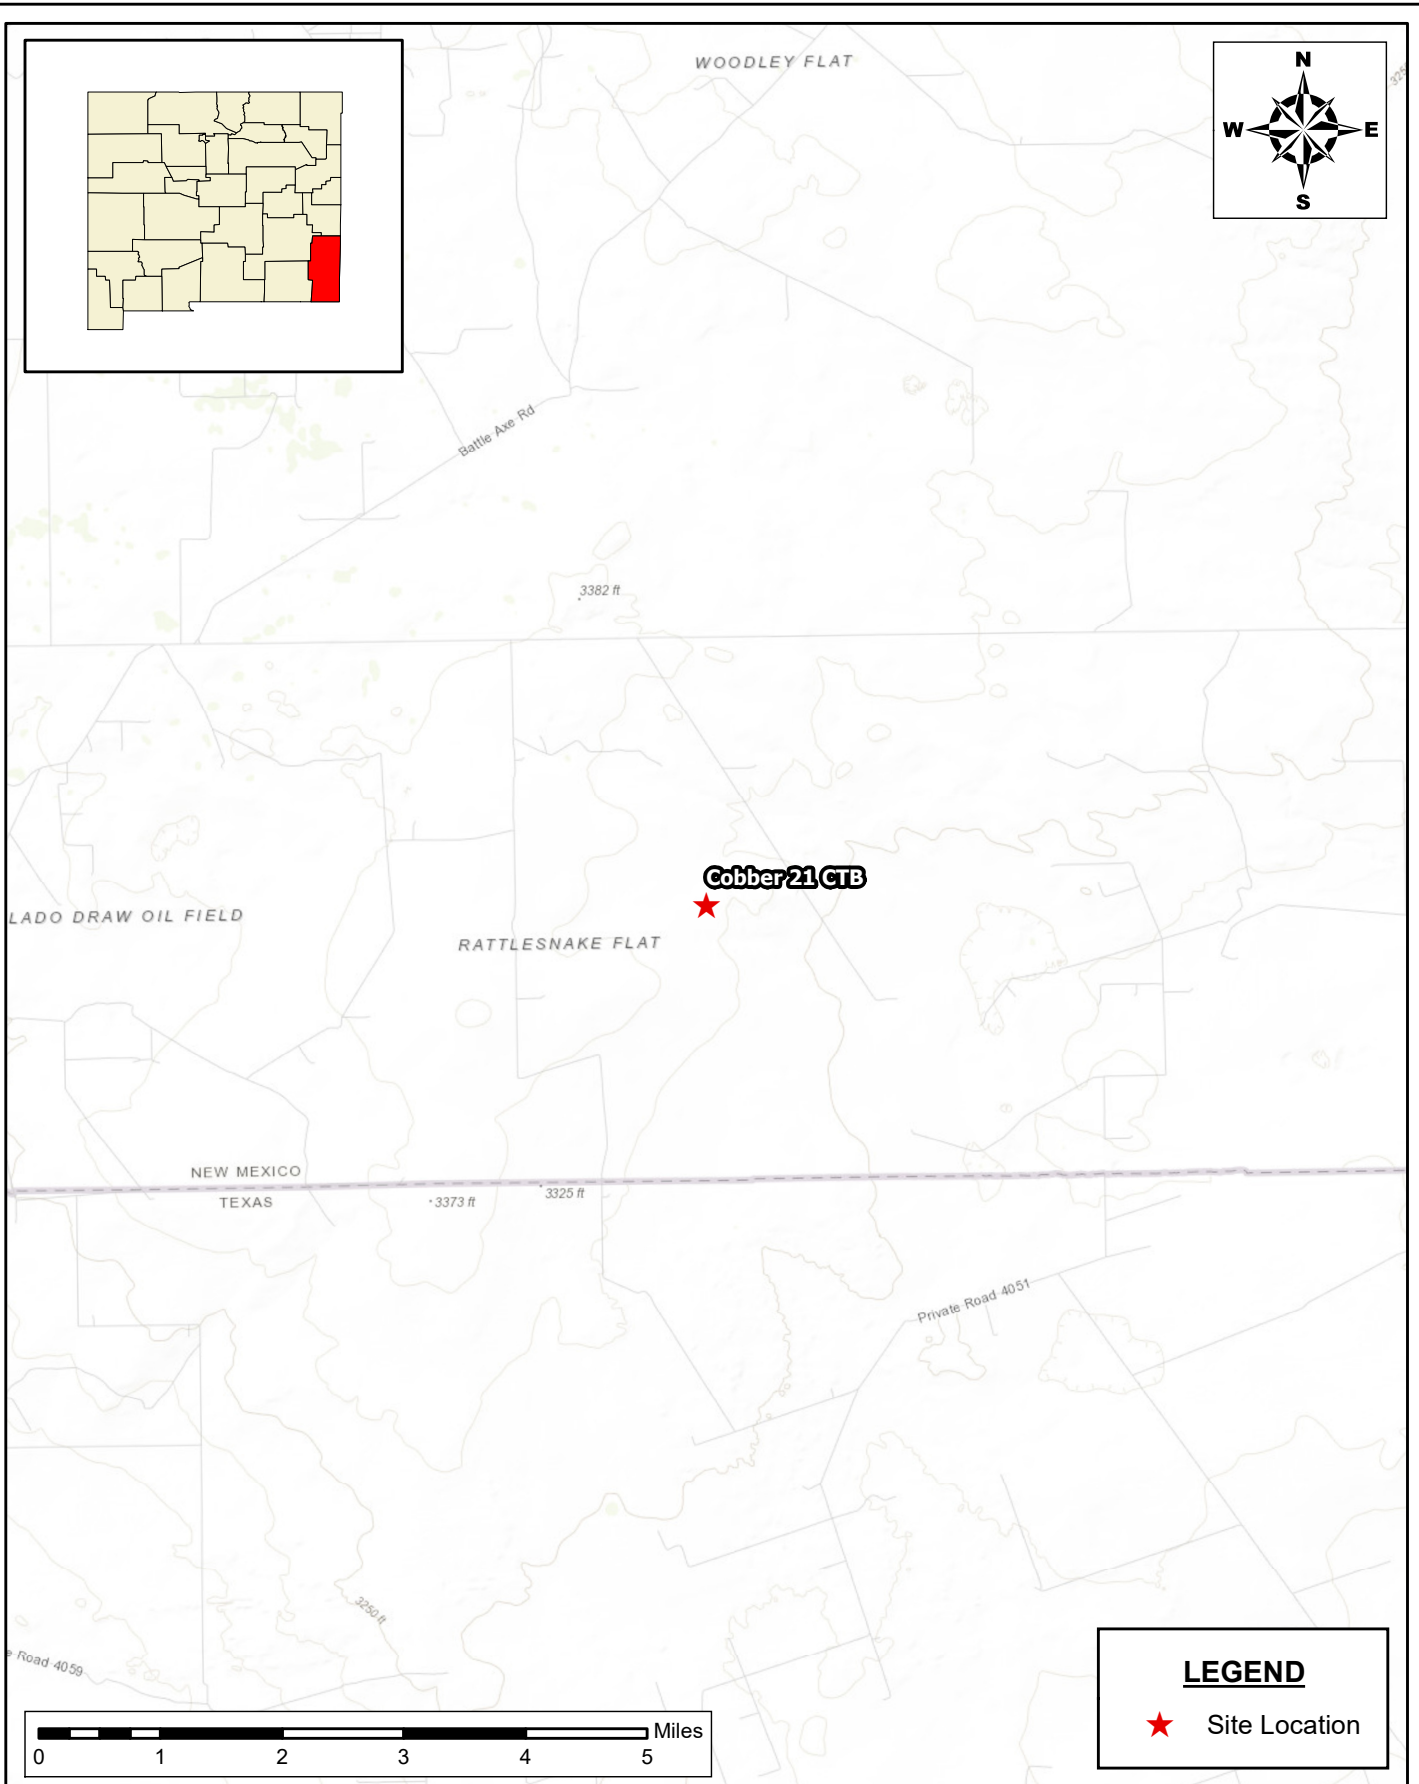 WOODLEY FLAT
N
W E
S
325
Battle Axe Rd
3382 ft
Cobber 21 CTB
LADO DRAW OIL FIELD
RATTLESNAKE FLAT
NEW MEXICO
TEXAS
3373 ft
3325 ft
Private Road 4051
3250 ft
e Road 4059
LEGEND
Site Location
Miles
0 1 2 3 4 5